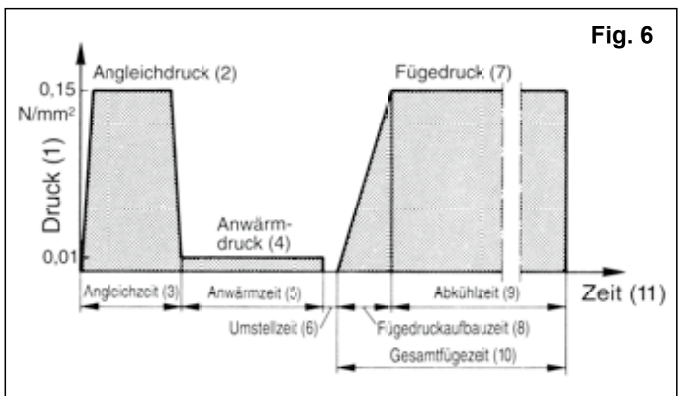 Fig. 6
Angleichdruck (2)
Fügedruck (7)
0,15
N/mm²
Druck (1)
Anwärm-
druck (4)
0,01
Angleichzeit (3)
Anwärmzeit (5)
Abkühlzeit (9)
Zeit (11)
Umstellzeit (6)
Fügedruckaufbauzeit (8)
Gesamtfügezeit (10)